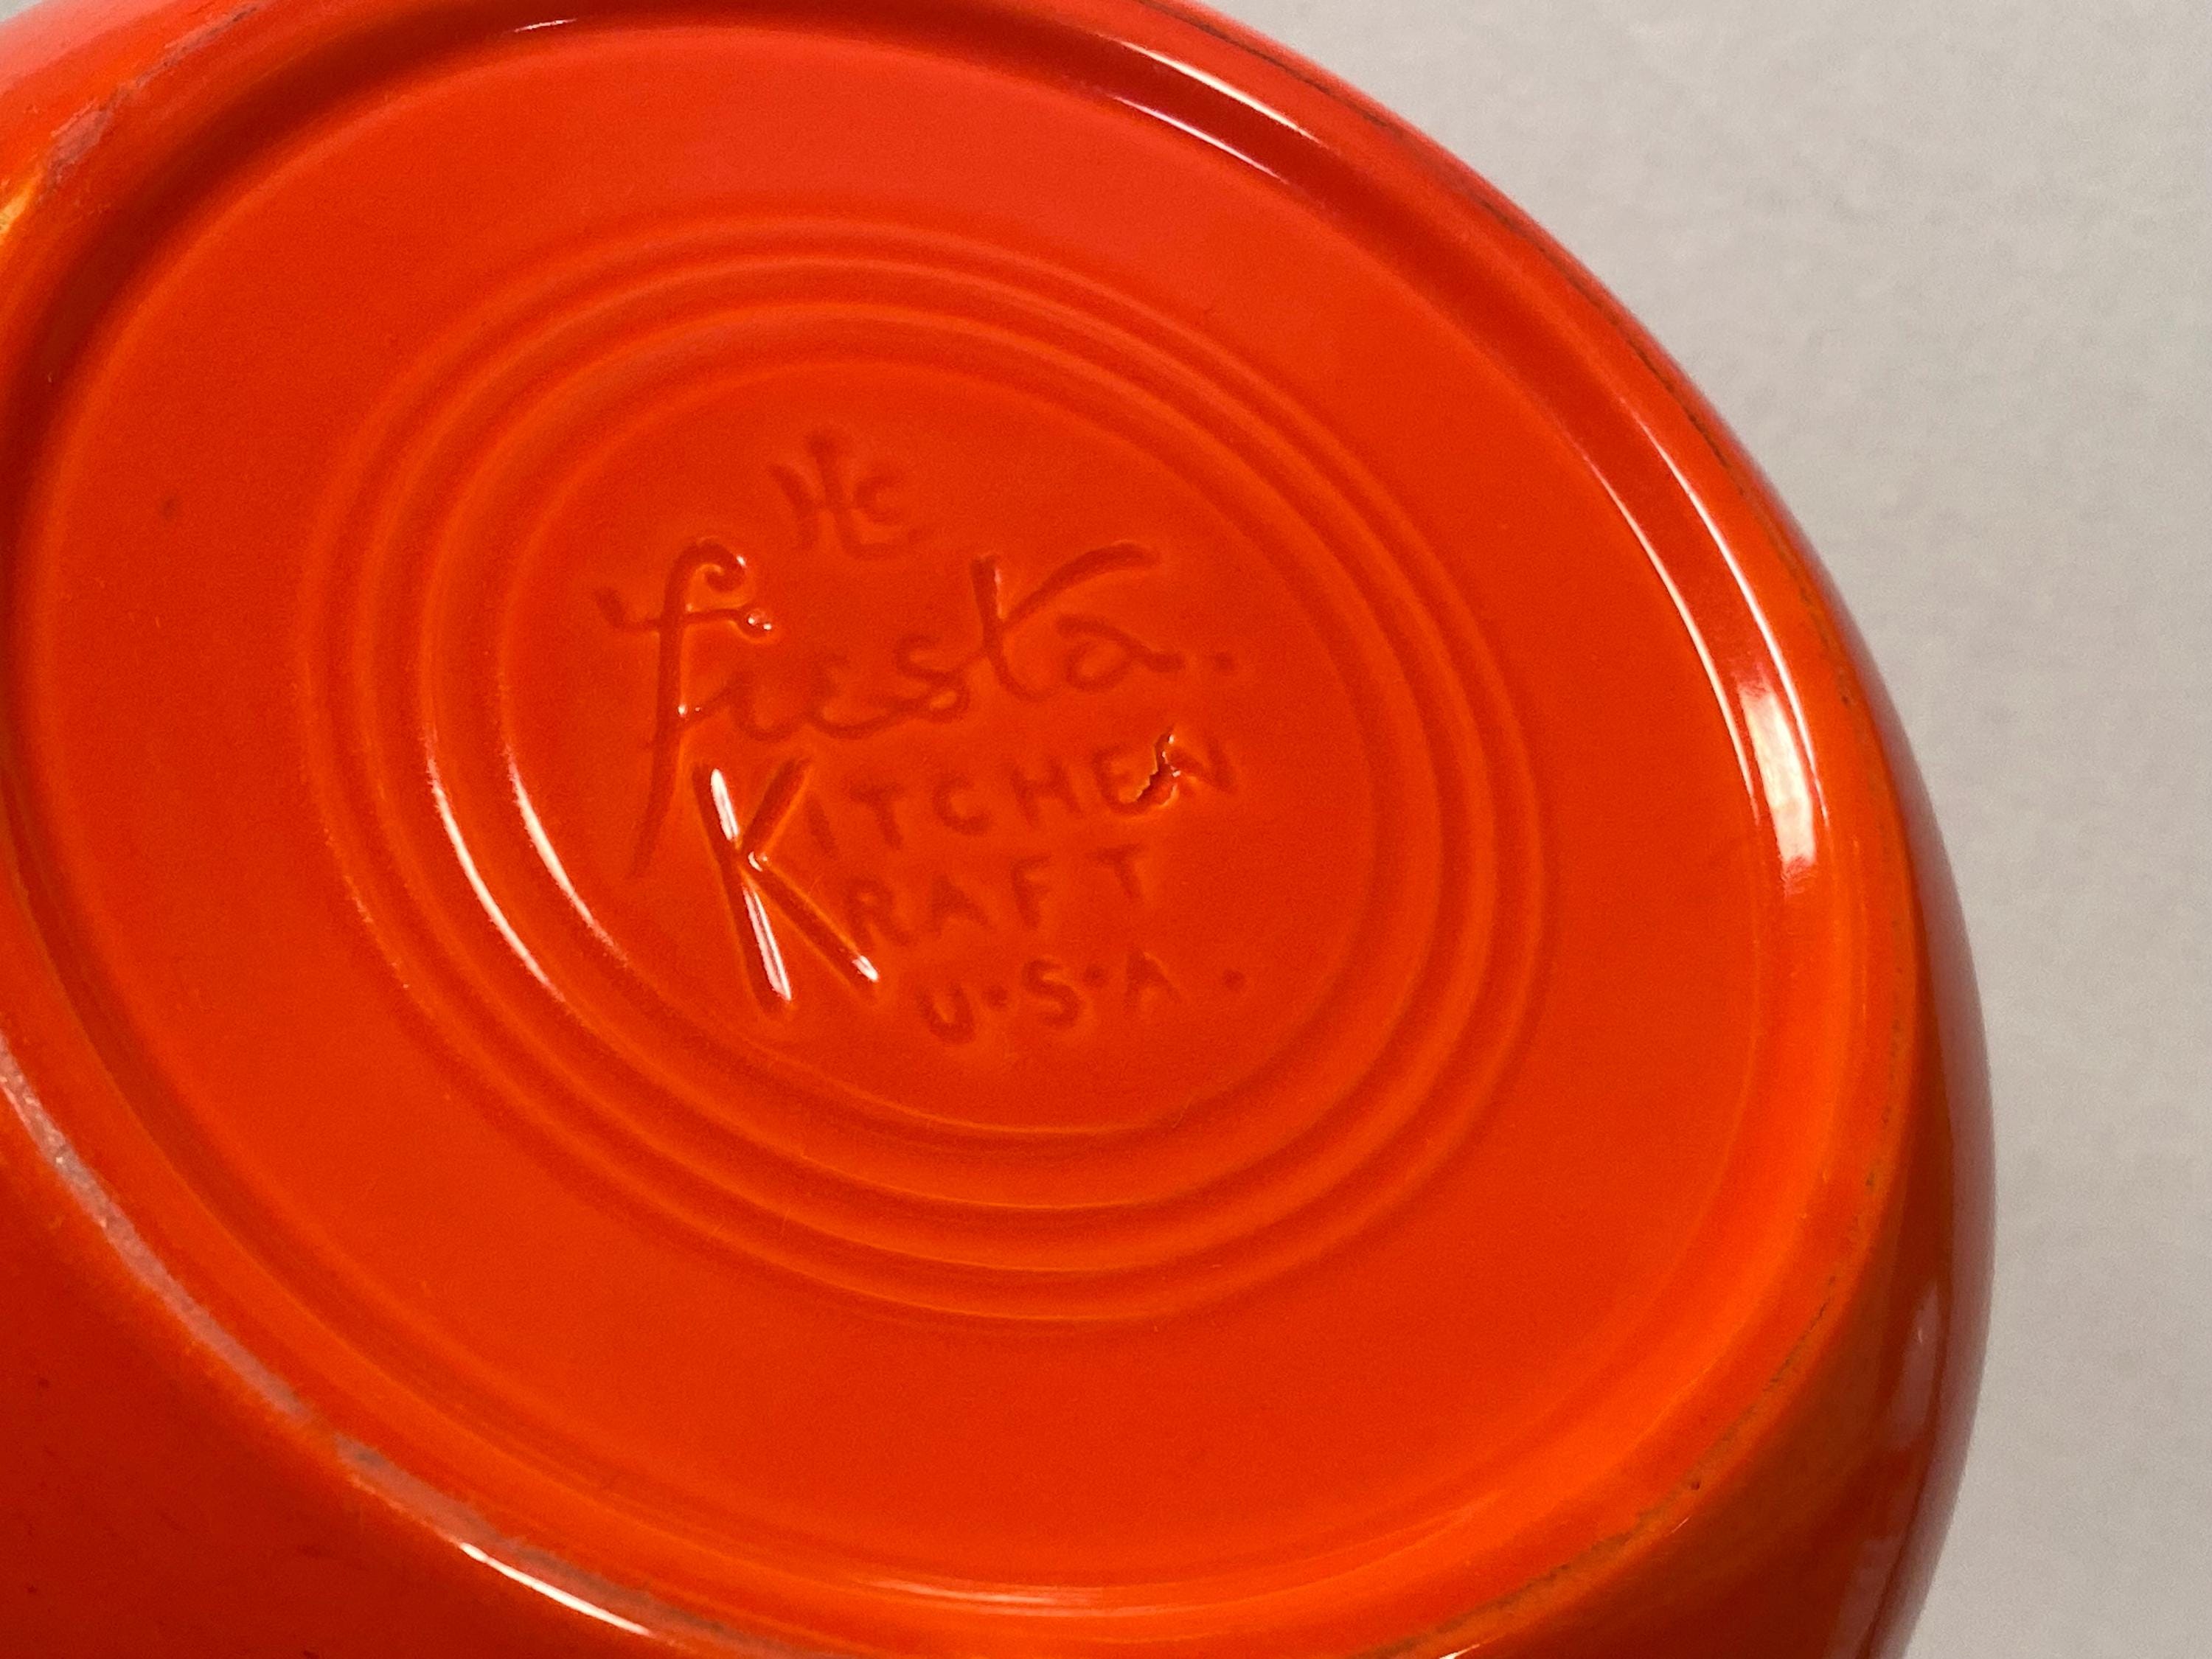 HLC
fiesta.
KITCHEN
KRAFT
U.S.A.